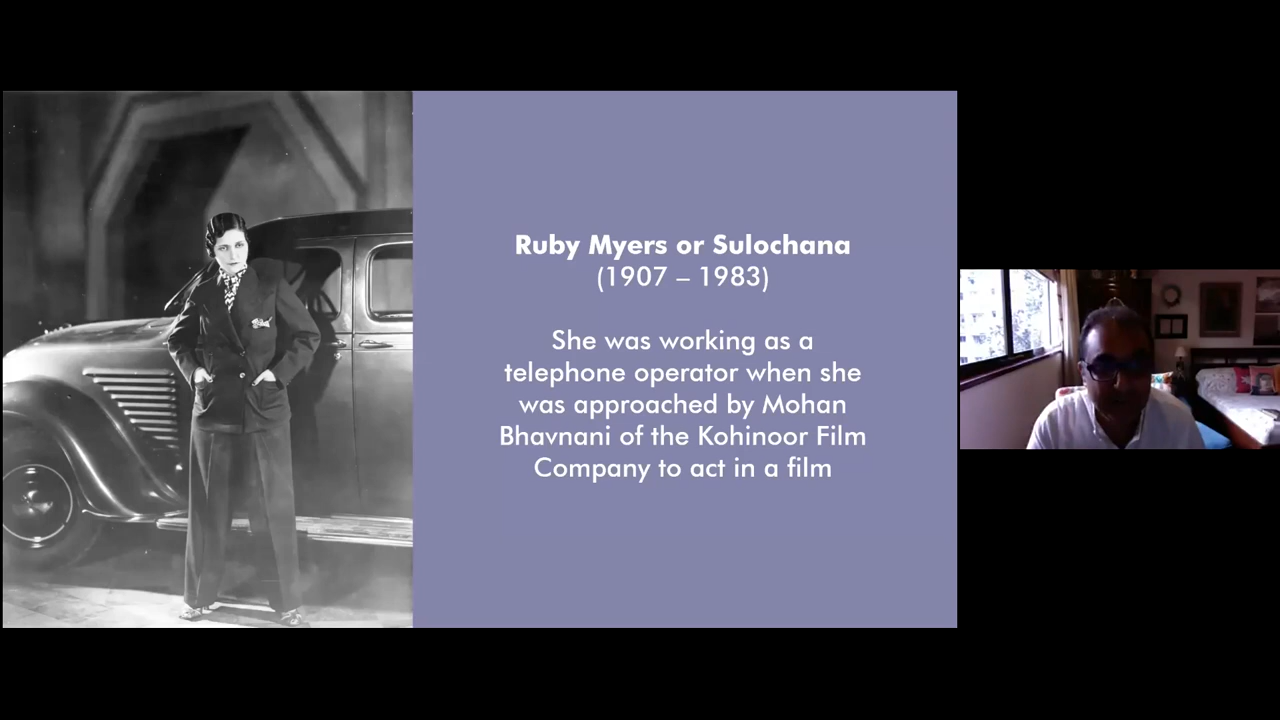 Ruby Myers or Sulochana
(1907 – 1983)
She was working as a
telephone operator when she
was approached by Mohan
Bhavnani of the Kohinoor Film
Company to act in a film